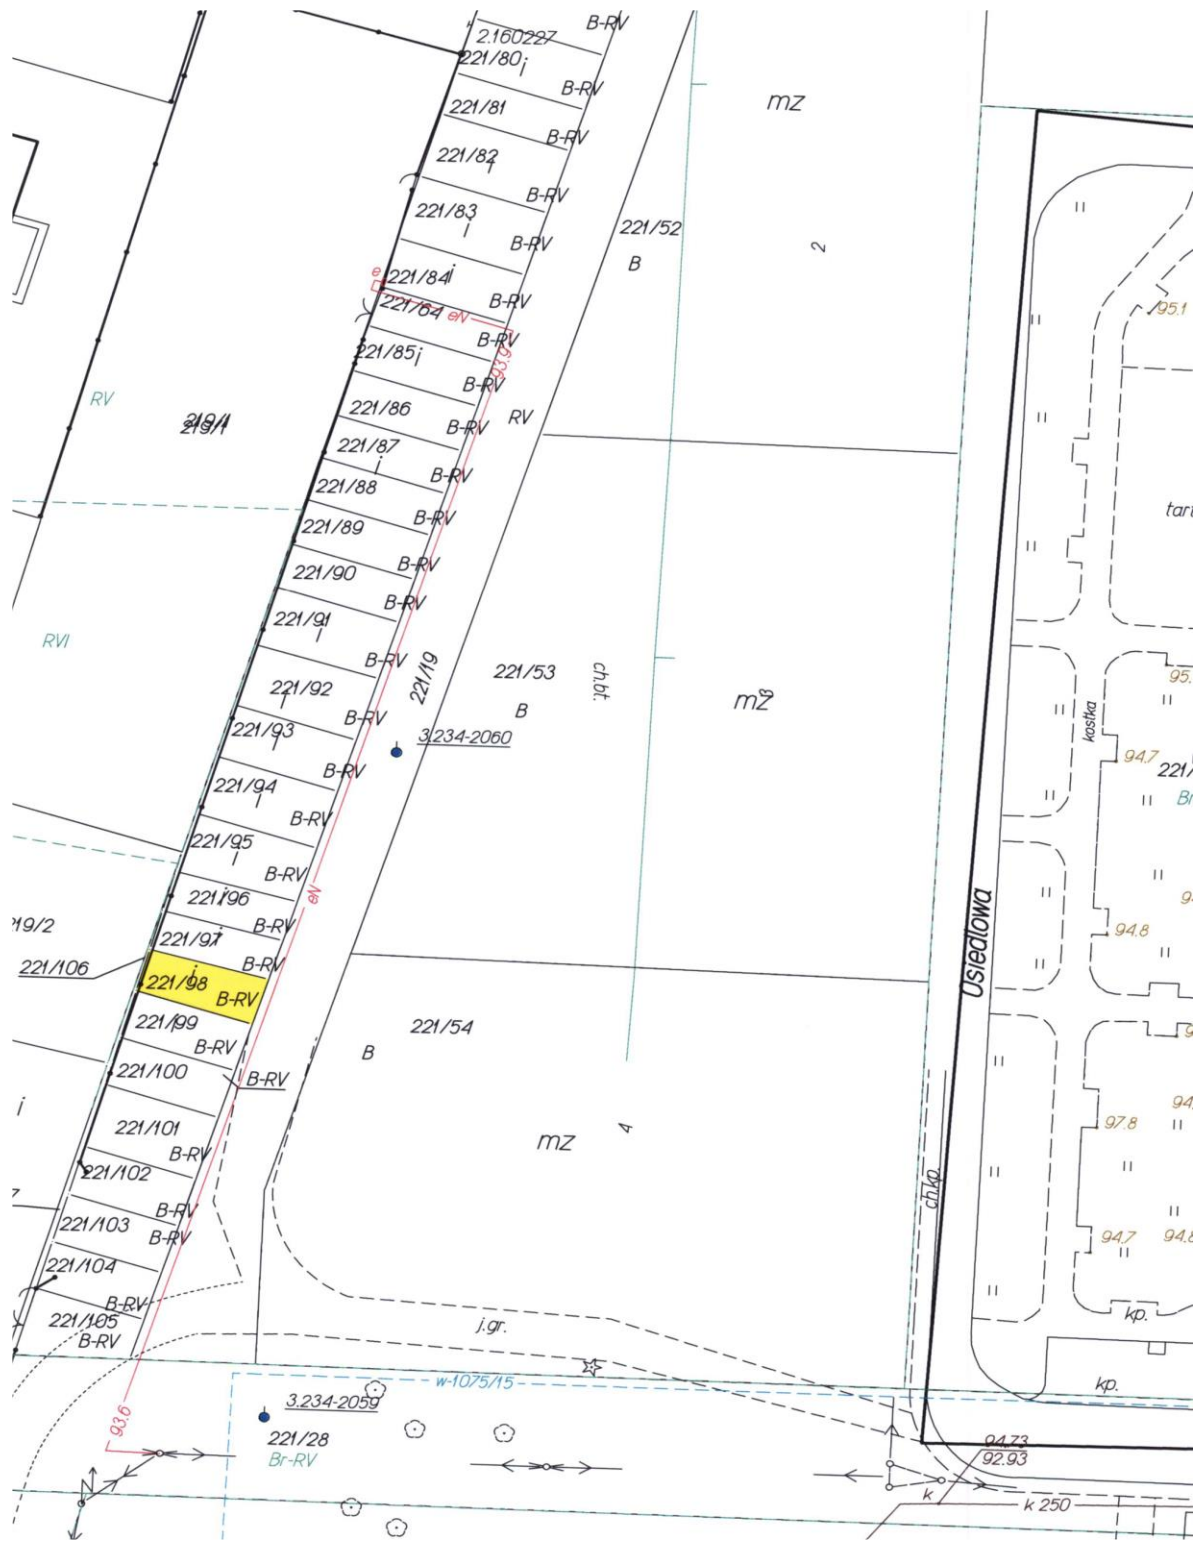 B-RV
2.160227
221/80
i
B-RV
mz
221/81
B-RV
221/82
i
B-RV
221/83
i
221/52
B-RV
B
2
e
221/84
i
B-RV
221/64
eN
B-RV
95.1
221/85
i
93.9
B-RV
RV
219/1
221/86
B-RV
RV
221/87
i
B-RV
221/88
B-RV
221/89
B-RV
221/90
B-RV
221/91
i
RVI
B-RV
221/19
221/53
ch.bt.
221/92
i
mz
B
kostka
221/93
i
B-RV
3.234-2060
94.7
221/94
i
B-RV
B-RV
221/95
i
B-RV
eN
221/96
i
B-RV
Osiedlowa
94.8
219/2
221/97
i
B-RV
221/106
221/98
i
B-RV
221/99
i
221/54
B-RV
B
221/100
B-RV
i
221/101
mz
4
97.8
B-RV
221/102
ch.kp.
B-RV
221/103
B-RV
94.7
94.8
221/104
B-RV
221/105
B-RV
j.gr.
kp.
w-1075/15
kp.
3.234-2059
93.6
221/28
Br-RV
94.73
92.93
k
k 250